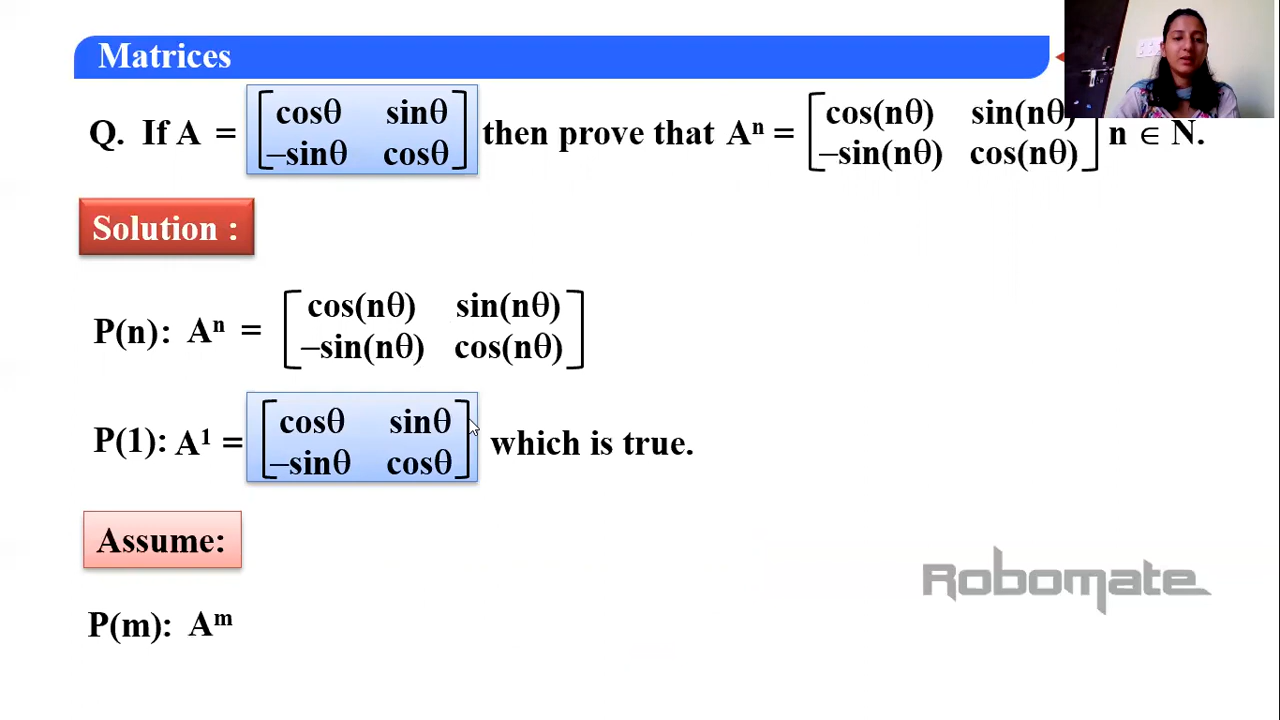 Matrices
Q. If A = [cosθ sinθ −sinθ cosθ] then prove that Aⁿ = [cos(nθ) sin(nθ) −sin(nθ) cos(nθ)] n ∈ N.
Solution :
P(n): Aⁿ = [cos(nθ) sin(nθ) −sin(nθ) cos(nθ)]
P(1): A¹ = [cosθ sinθ −sinθ cosθ] which is true.
Assume:
Robomate
P(m): Aᵐ